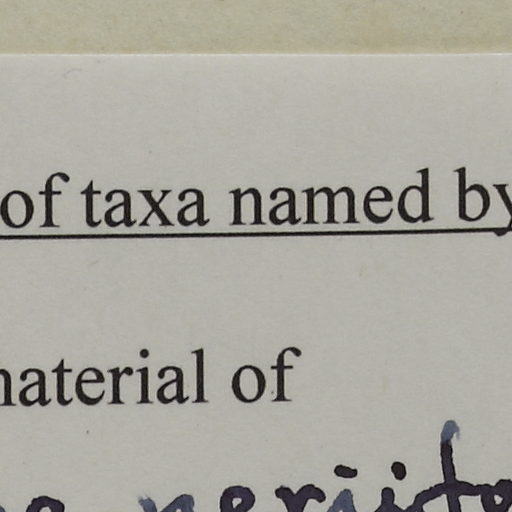 of taxa named by
material of